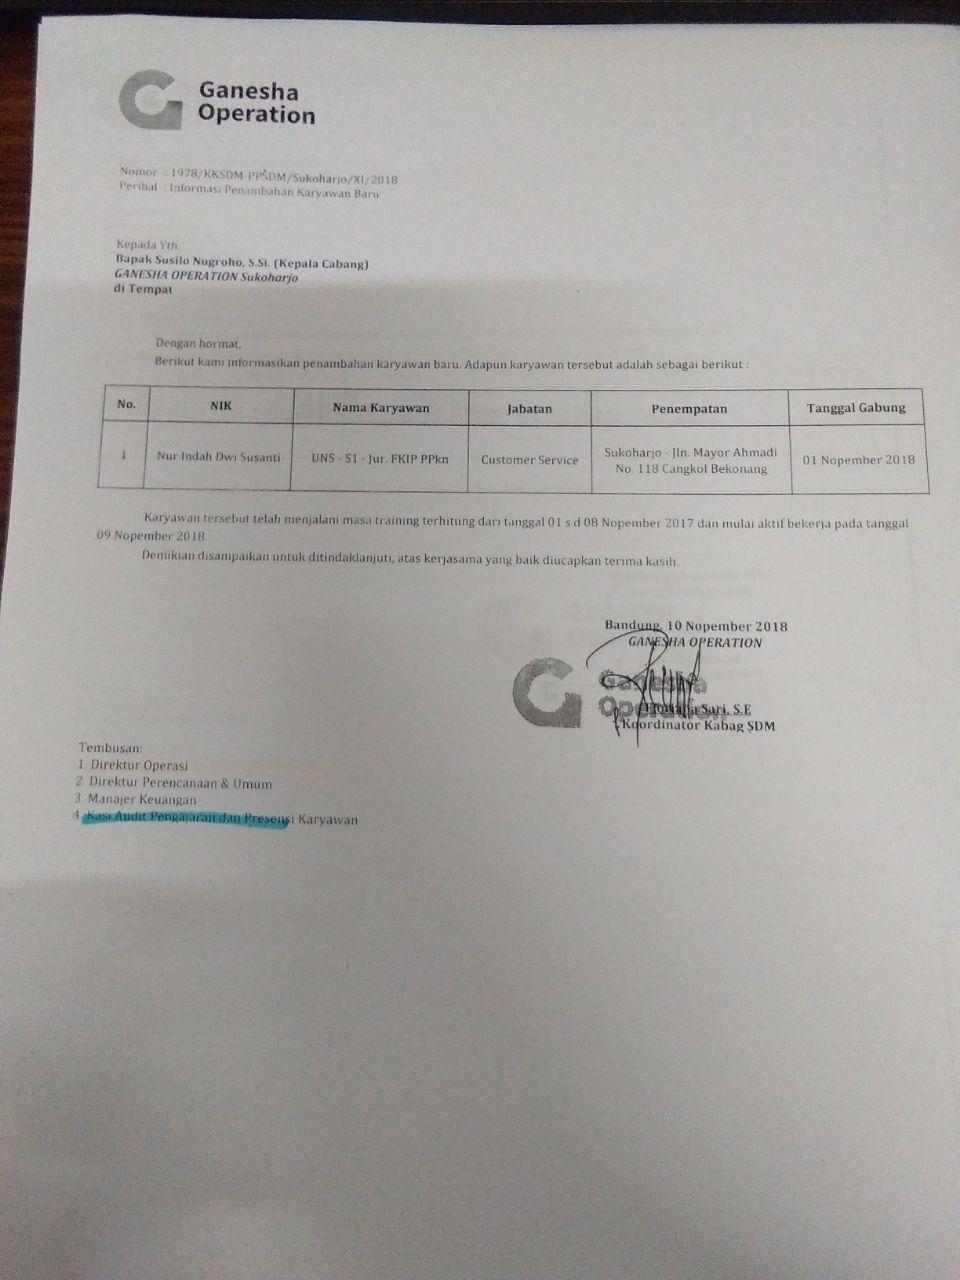 Ganesha
Operation
Nomor : 1978/KKSDM-PPSDM/Sukoharjo/XI/2018
Perihal : Informasi Penambahan Karyawan Baru
Kepada Yth.
Bapak Susilo Nugroho, S.Si. (Kepala Cabang)
GANESHA OPERATION Sukoharjo
di Tempat
Dengan hormat,
Berikut kami informasikan penambahan karyawan baru. Adapun karyawan tersebut adalah sebagai berikut :
No. NIK Nama Karyawan Jabatan Penempatan Tanggal Gabung
1 Nur Indah Dwi Susanti UNS - S1 - Jur. FKIP PPkn Customer Service Sukoharjo - Jln. Mayor Ahmadi No. 118 Cangkol Bekonang 01 Nopember 2018
Karyawan tersebut telah menjalani masa training terhitung dari tanggal 01 s.d 08 Nopember 2017 dan mulai aktif bekerja pada tanggal
09 Nopember 2018.
Demikian disampaikan untuk ditindaklanjuti, atas kerjasama yang baik diucapkan terima kasih.
Bandung, 10 Nopember 2018
GANESHA OPERATION
Ganesha
Operation
Sari, S.E
Koordinator Kabag SDM
Tembusan:
1. Direktur Operasi
2. Direktur Perencanaan & Umum
3. Manajer Keuangan
4. Kasi Audit Pengajaran dan Presensi Karyawan